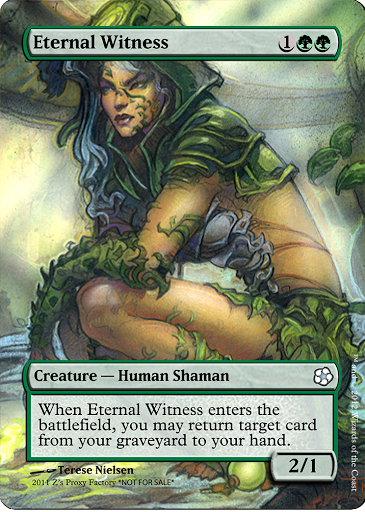 Eternal Witness 1
Creature — Human Shaman
When Eternal Witness enters the
battlefield, you may return target card
from your graveyard to your hand.
2/1
Terese Nielsen
2011 Z's Proxy Factory *NOT FOR SALE*
Wizards of the Coast